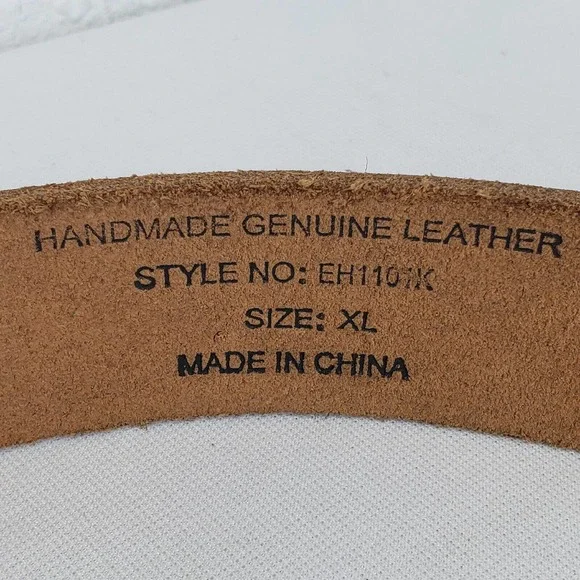 HANDMADE GENUINE LEATHER
STYLE NO:
SIZE: XL
MADE IN CHINA